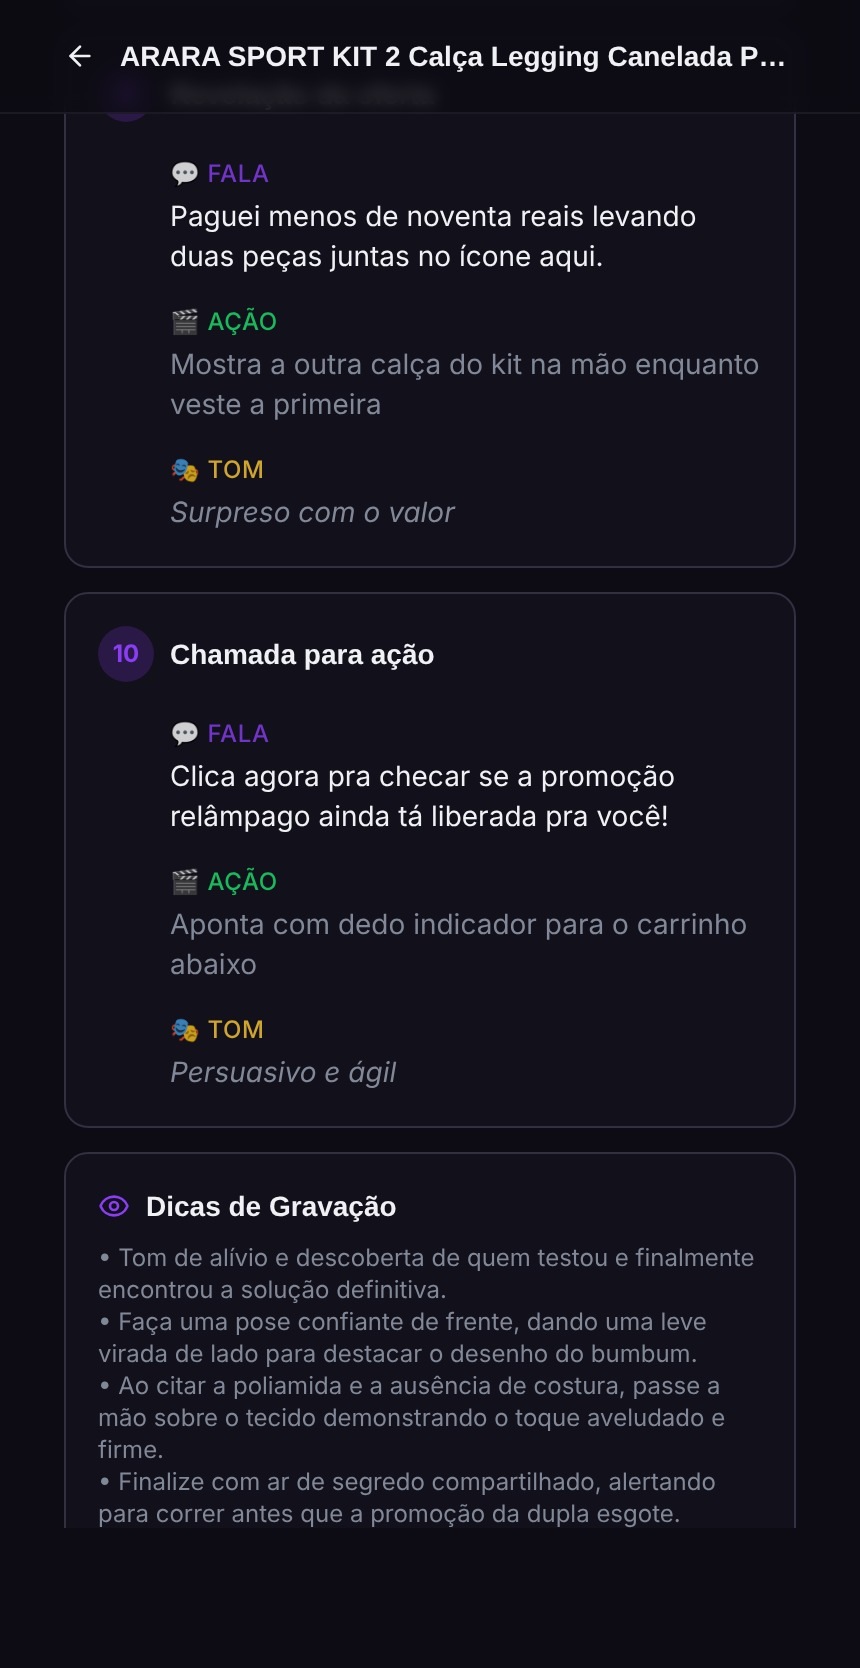 ARARA SPORT KIT 2 Calça Legging Canelada P...
💬 FALA
Paguei menos de noventa reais levando
duas peças juntas no ícone aqui.
🎬 AÇÃO
Mostra a outra calça do kit na mão enquanto
veste a primeira
🎭 TOM
Surpreso com o valor
10 Chamada para ação
💬 FALA
Clica agora pra checar se a promoção
relâmpago ainda tá liberada pra você!
🎬 AÇÃO
Aponta com dedo indicador para o carrinho
abaixo
🎭 TOM
Persuasivo e ágil
Dicas de Gravação
• Tom de alívio e descoberta de quem testou e finalmente
encontrou a solução definitiva.
• Faça uma pose confiante de frente, dando uma leve
virada de lado para destacar o desenho do bumbum.
• Ao citar a poliamida e a ausência de costura, passe a
mão sobre o tecido demonstrando o toque aveludado e
firme.
• Finalize com ar de segredo compartilhado, alertando
para correr antes que a promoção da dupla esgote.